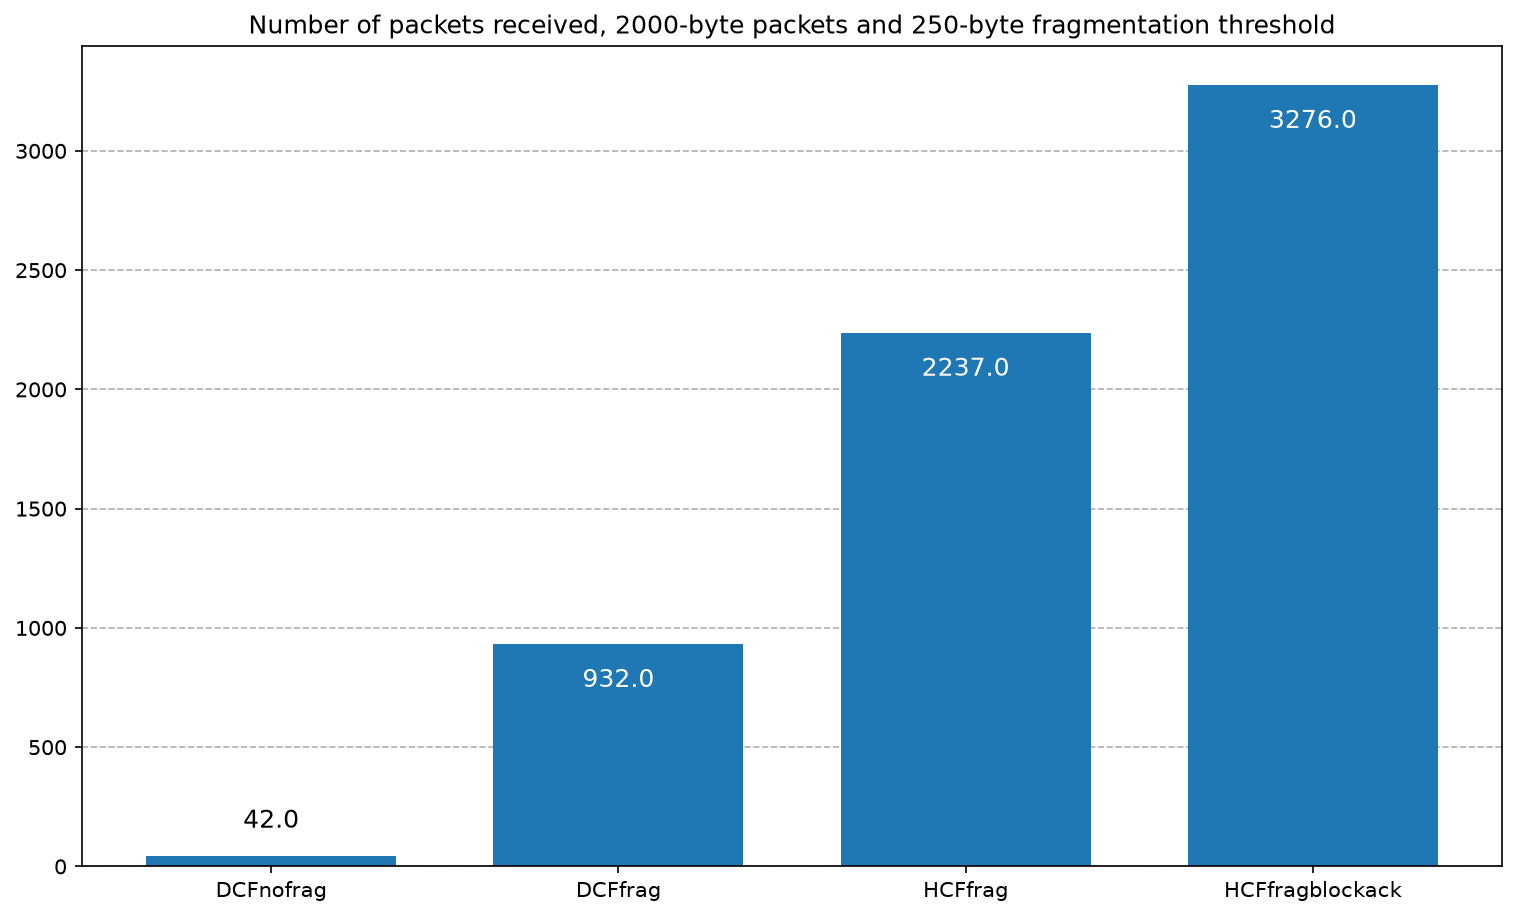 Number of packets received, 2000-byte packets and 250-byte fragmentation threshold
3000
2500
2000
1500
1000
500
0
42.0
932.0
2237.0
3276.0
DCFnofrag
DCFfrag
HCFfrag
HCFfragblockack